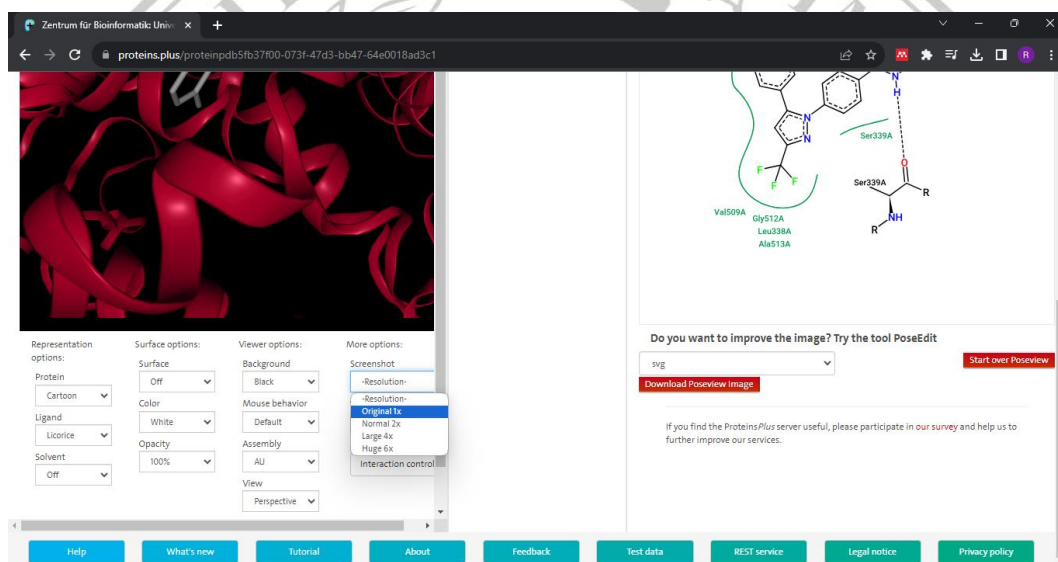 Zentrum für Bioinformatik: Univ
proteins.plus/proteinpdb5fb37f00-073f-47d3-bb47-64e0018ad3c1
R
N
H
N
N
F
F
F
Ser339A
O
Ser339A
R
NH
R
Val509A
Gly512A
Leu338A
Ala513A
Representation options:
Protein
Cartoon
Ligand
Licorice
Solvent
Off
Surface options:
Surface
Off
Color
White
Opacity
100%
Viewer options:
Background
Black
Mouse behavior
Default
Assembly
AU
View
Perspective
More options:
Screenshot
-Resolution-
-Resolution-
Original 1x
Normal 2x
Large 4x
Huge 6x
Interaction control
Do you want to improve the image? Try the tool PoseEdit
svg
Start over Poseview
Download Poseview Image
If you find the ProteinsPlus server useful, please participate in our survey and help us to
further improve our services.
Help
What's new
Tutorial
About
Feedback
Test data
REST service
Legal notice
Privacy policy